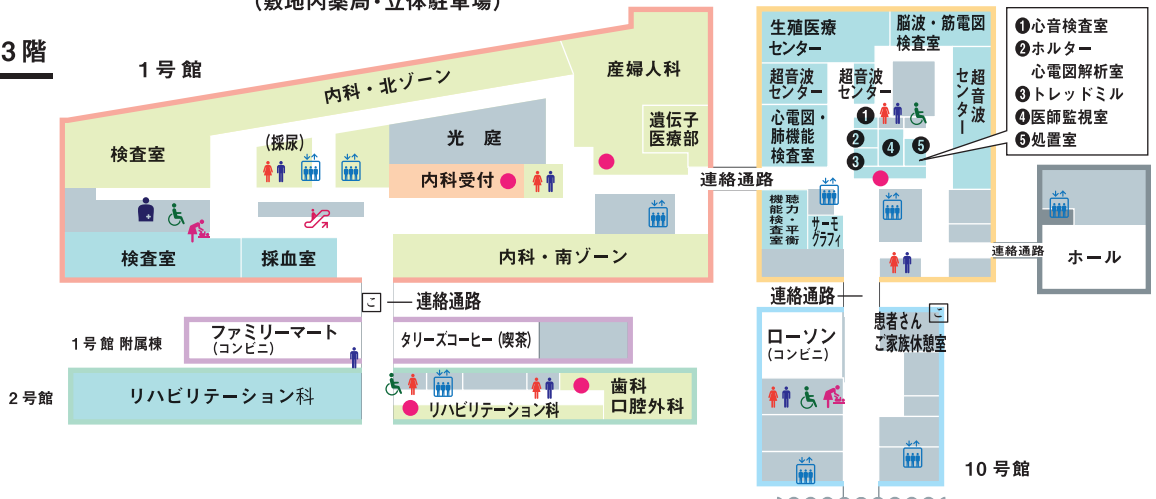 (敷地内薬局・立体駐車場)
3階
1号館
内科・北ゾーン
産婦人科
遺伝子
医療部
検査室
(採尿)
光庭
内科受付
検査室
採血室
内科・南ゾーン
連絡通路
こ
連絡通路
1号館 附属棟
ファミリーマート
(コンビニ)
タリーズコーヒー(喫茶)
2号館
リハビリテーション科
リハビリテーション科
歯科
口腔外科
生殖医療
センター
脳波・筋電図
検査室
超音波
センター
超音波
センター
超音波
センター
心電図・
肺機能
検査室
❶
❷
❸
❹
❺
❶心音検査室
❷ホルター
心電図解析室
❸トレッドミル
❹医師監視室
❺処置室
聴力・平衡
機能検査室
サーモ
グラフィ
連絡通路
ホール
連絡通路
ローソン
(コンビニ)
こ
患者さん
ご家族休憩室
10号館